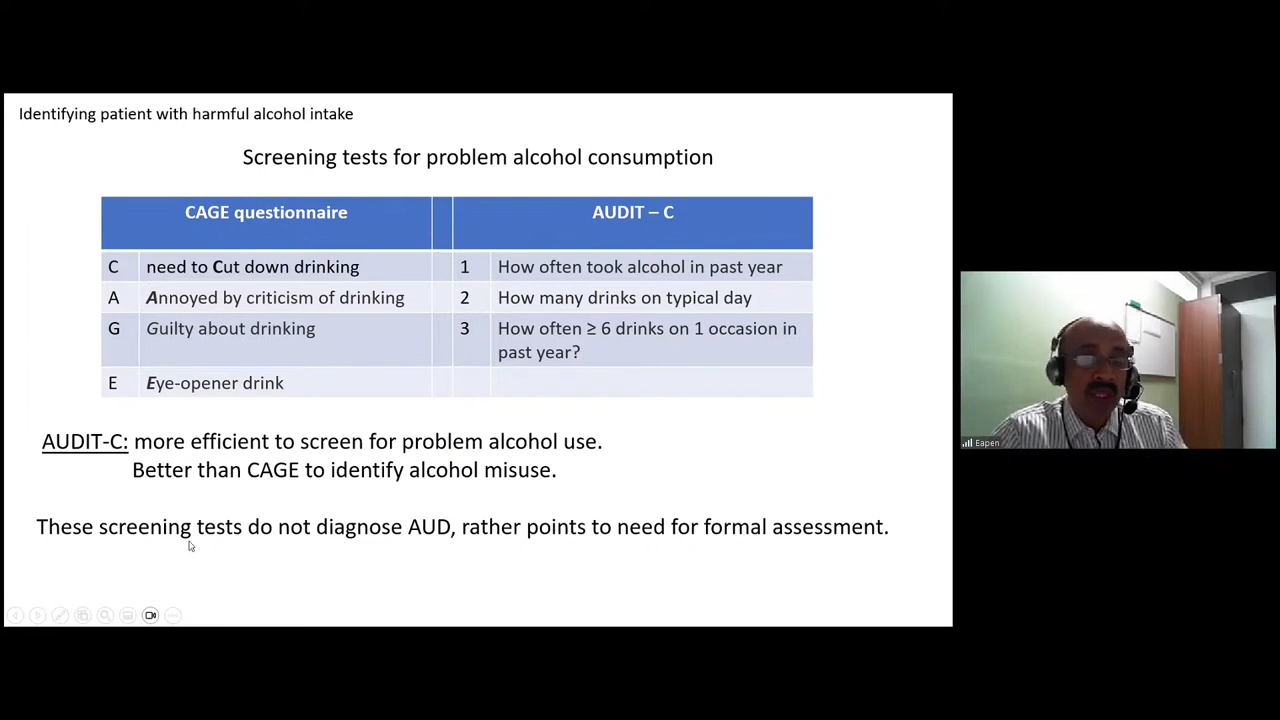 Identifying patient with harmful alcohol intake
Screening tests for problem alcohol consumption
CAGE questionnaire
AUDIT – C
C need to Cut down drinking
1 How often took alcohol in past year
A Annoyed by criticism of drinking
2 How many drinks on typical day
G Guilty about drinking
3 How often ≥ 6 drinks on 1 occasion in
past year?
E Eye-opener drink
AUDIT-C: more efficient to screen for problem alcohol use.
Better than CAGE to identify alcohol misuse.
These screening tests do not diagnose AUD, rather points to need for formal assessment.
Eapen